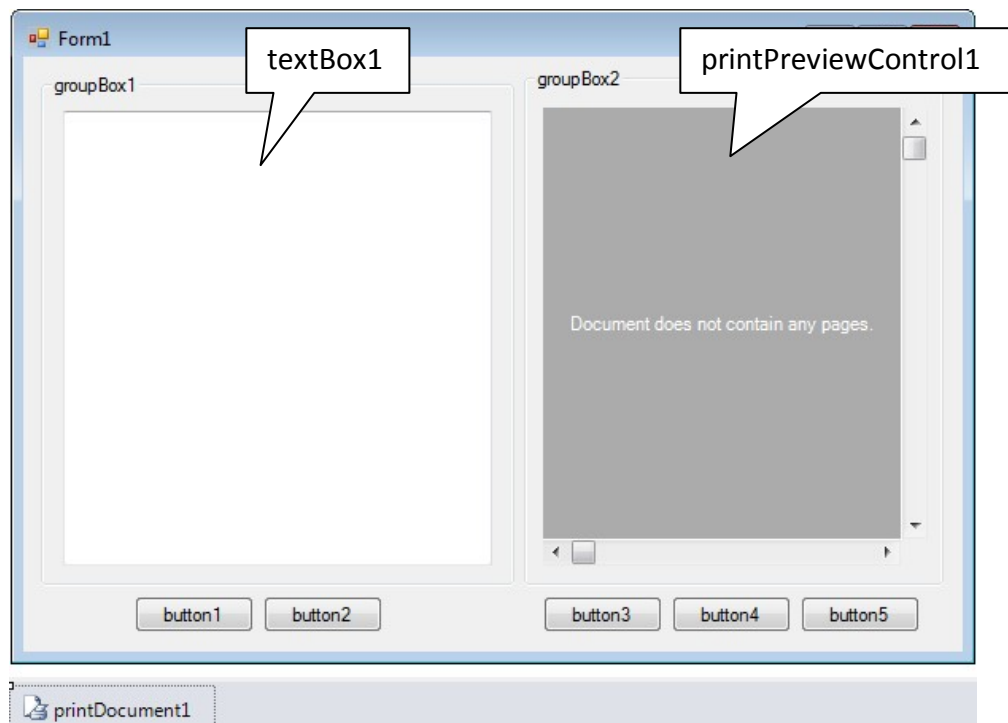 Form1
textBox1
printPreviewControl1
groupBox1
groupBox2
Document does not contain any pages.
button1
button2
button3
button4
button5
printDocument1